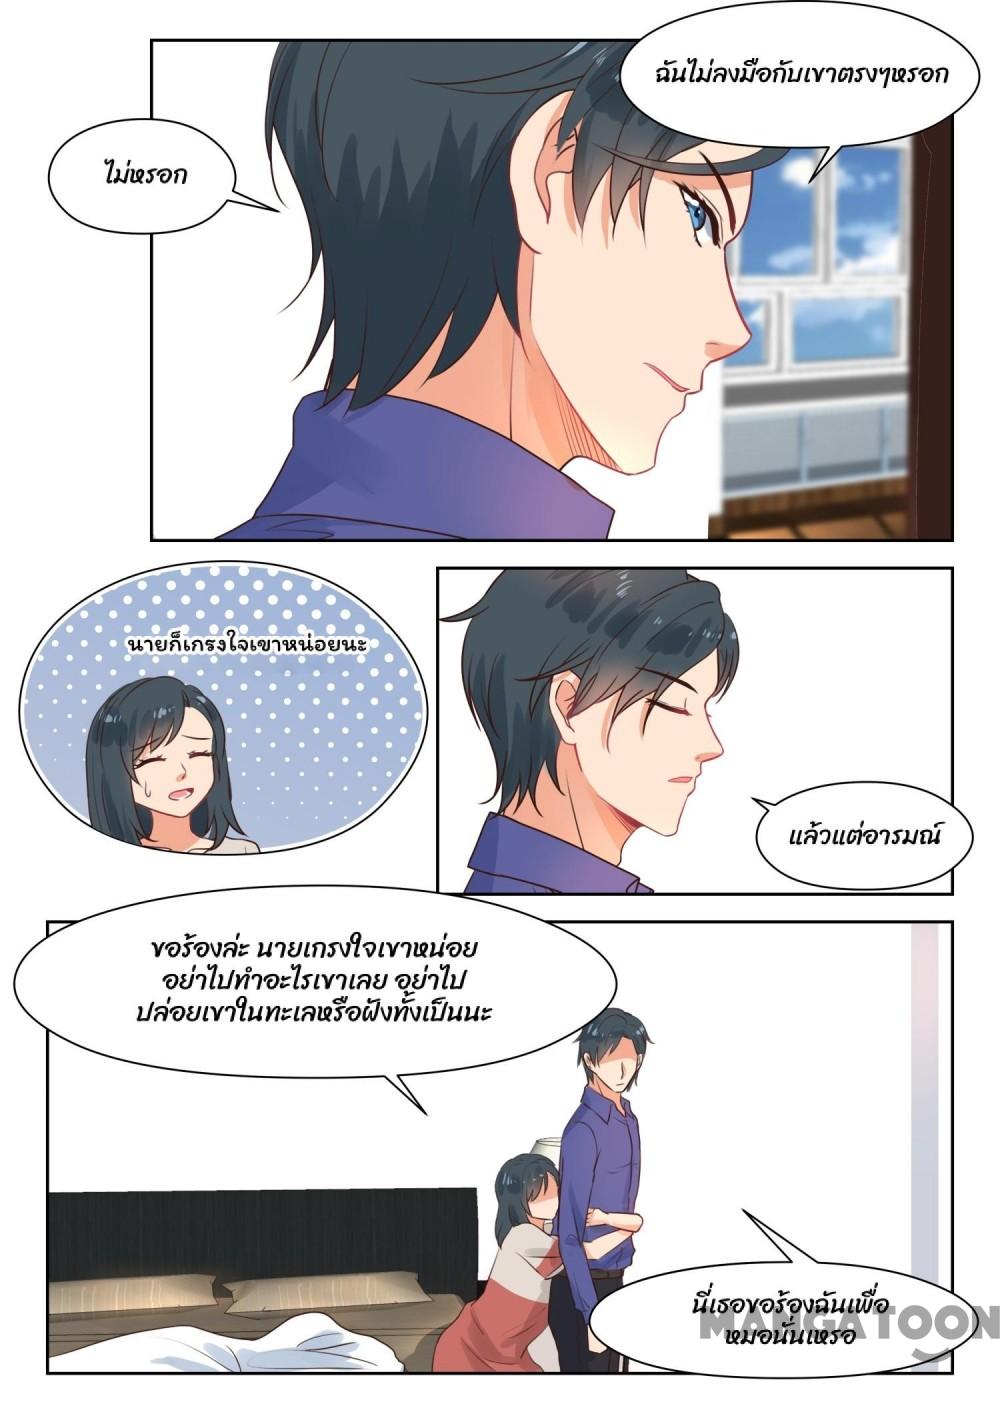 ฉันไม่ลงมือกับเขาตรงๆหรอก
ไม่หรอก
นายก็เกรงใจเขาหน่อยนะ
แล้วแต่อารมณ์
ขอร้องล่ะ นายเกรงใจเขาหน่อย
อย่าไปทำอะไรเขาเลย อย่าไป
ปล่อยเขาในทะเลหรือฝังทั้งเป็นนะ
นี่เธอขอร้องฉันเพื่อ
หมอนั่นเหรอ
MANGATOON